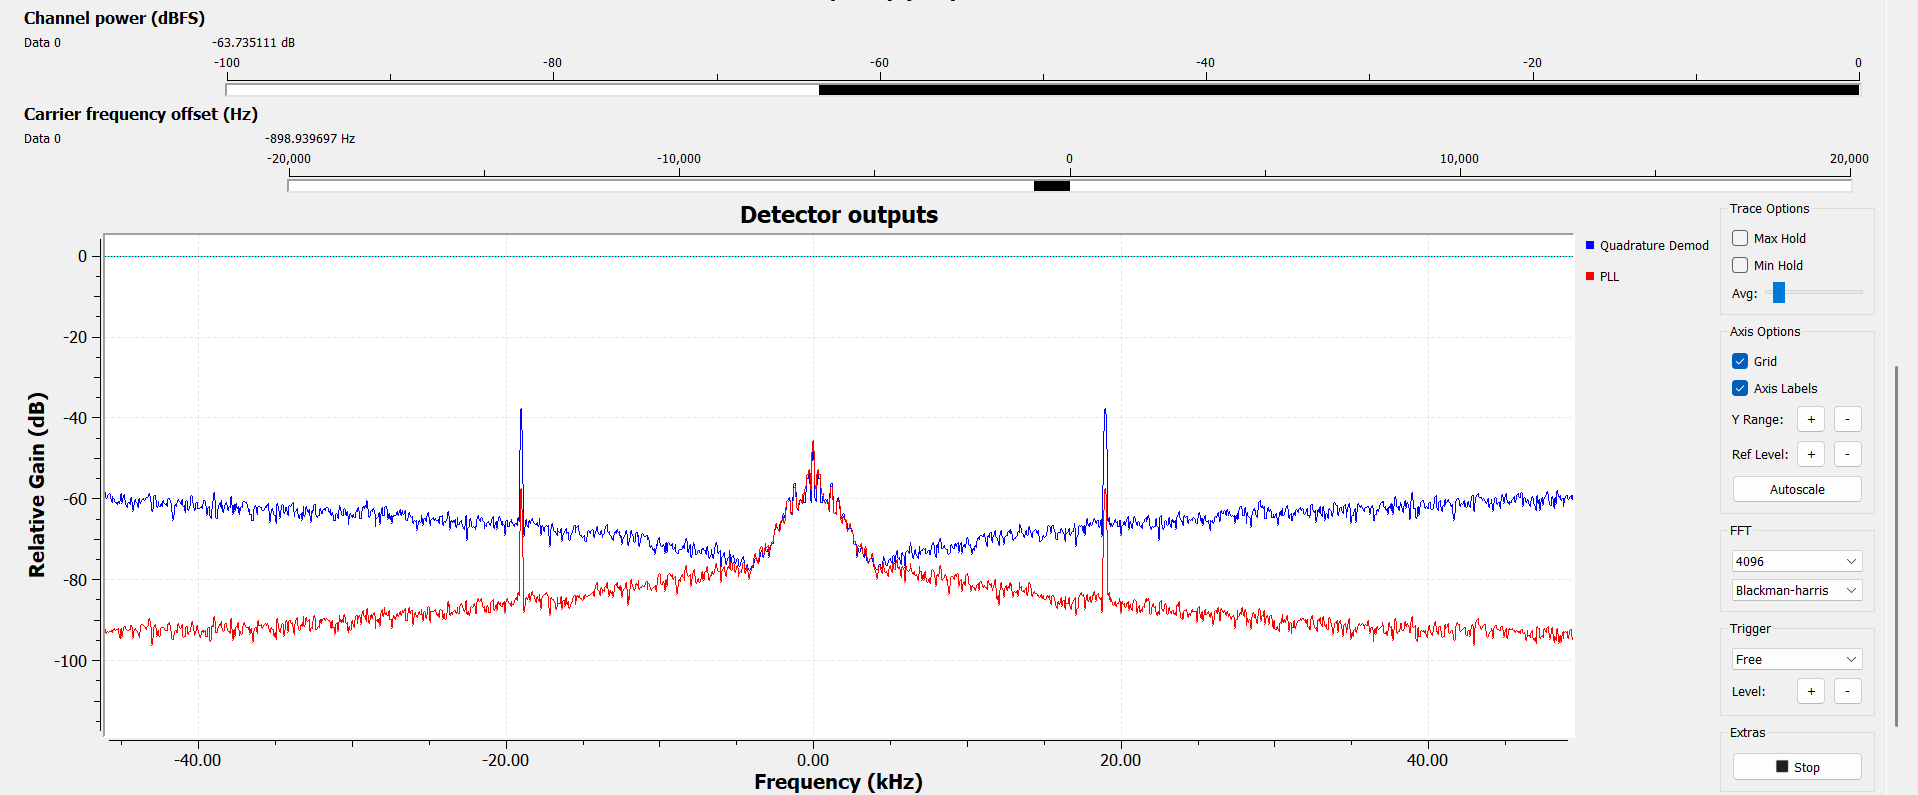 Channel power (dBFS)
Data 0 -63.735111 dB
-100 -80 -60 -40 -20 0
Carrier frequency offset (Hz)
Data 0 -898.939697 Hz
-20,000 -10,000 0 10,000 20,000
Detector outputs
Relative Gain (dB)
0
-20
-40
-60
-80
-100
-40.00 -20.00 0.00 20.00 40.00
Frequency (kHz)
Quadrature Demod
PLL
Trace Options
Max Hold
Min Hold
Avg:
Axis Options
Grid
Axis Labels
Y Range: + -
Ref Level: + -
Autoscale
FFT
4096
Blackman-harris
Trigger
Free
Level: + -
Extras
Stop